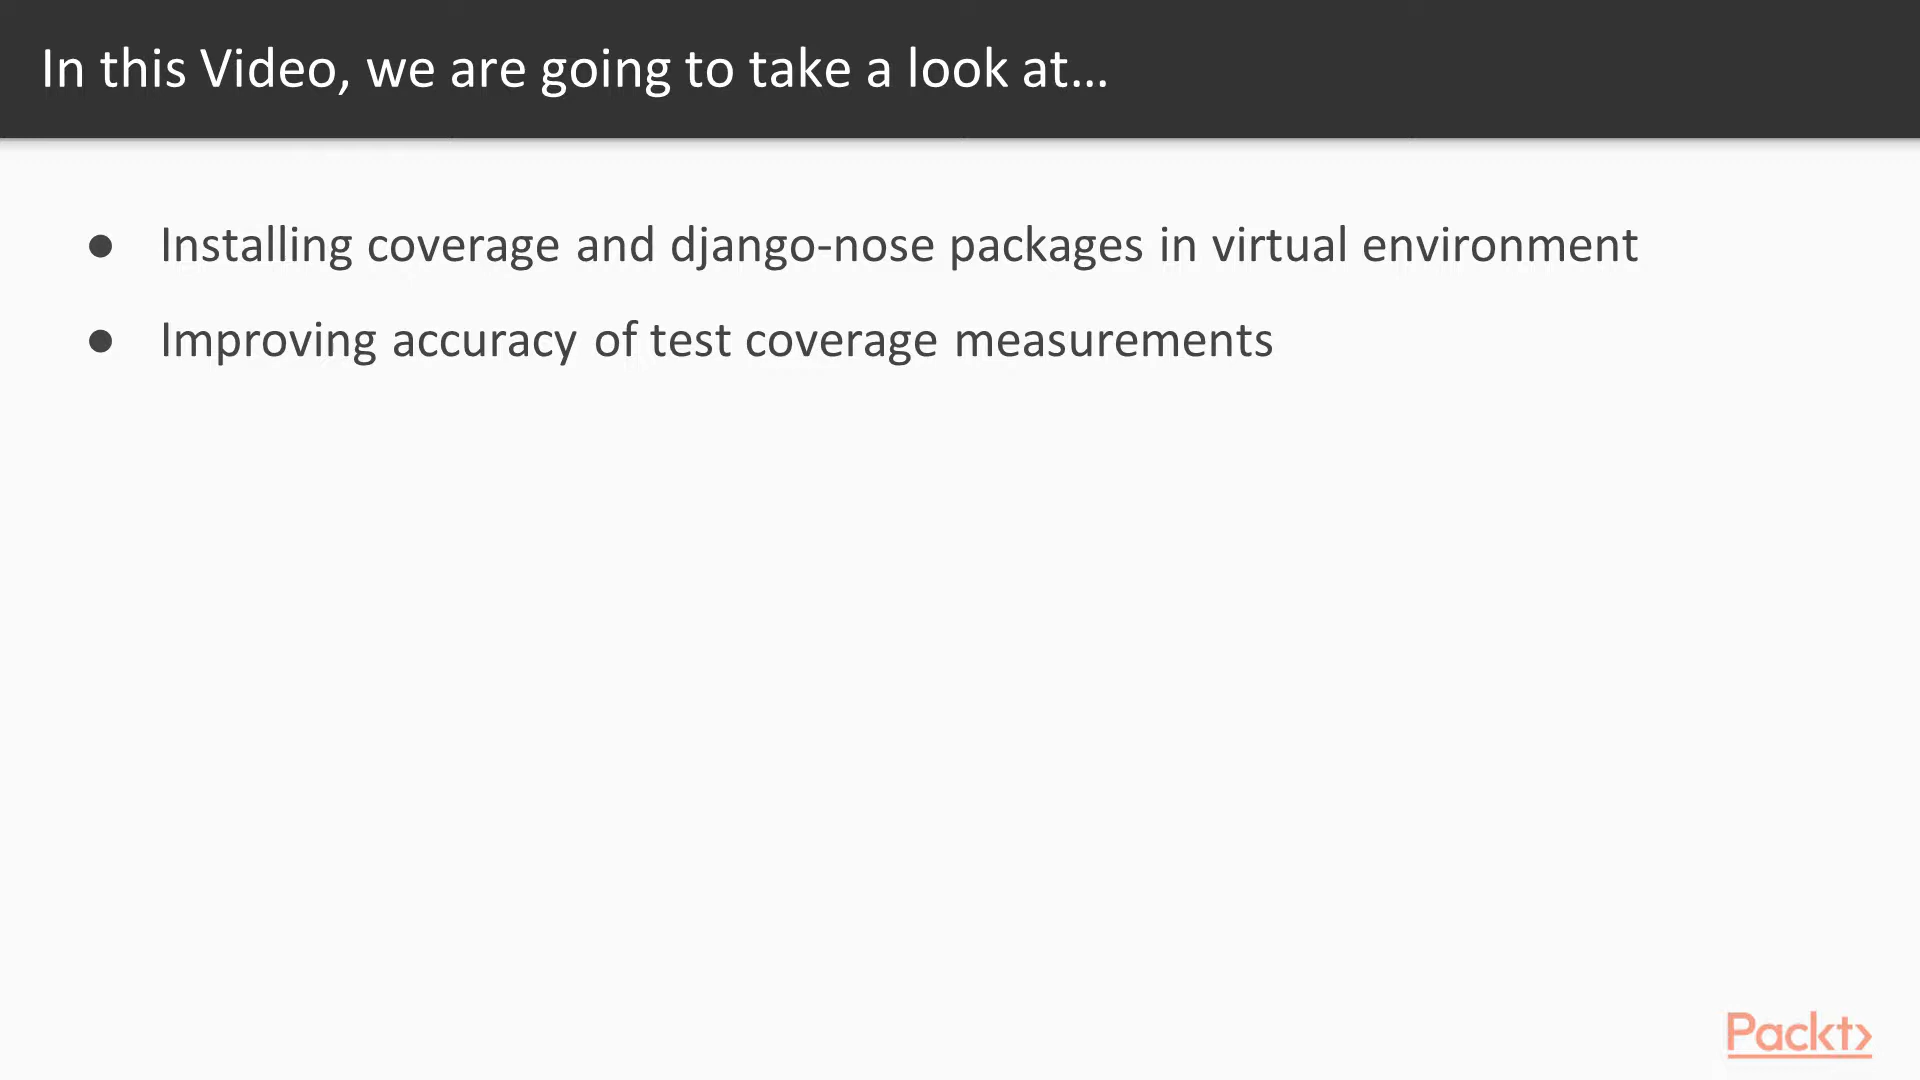 In this Video, we are going to take a look at...
● Installing coverage and django-nose packages in virtual environment
● Improving accuracy of test coverage measurements
Packt>